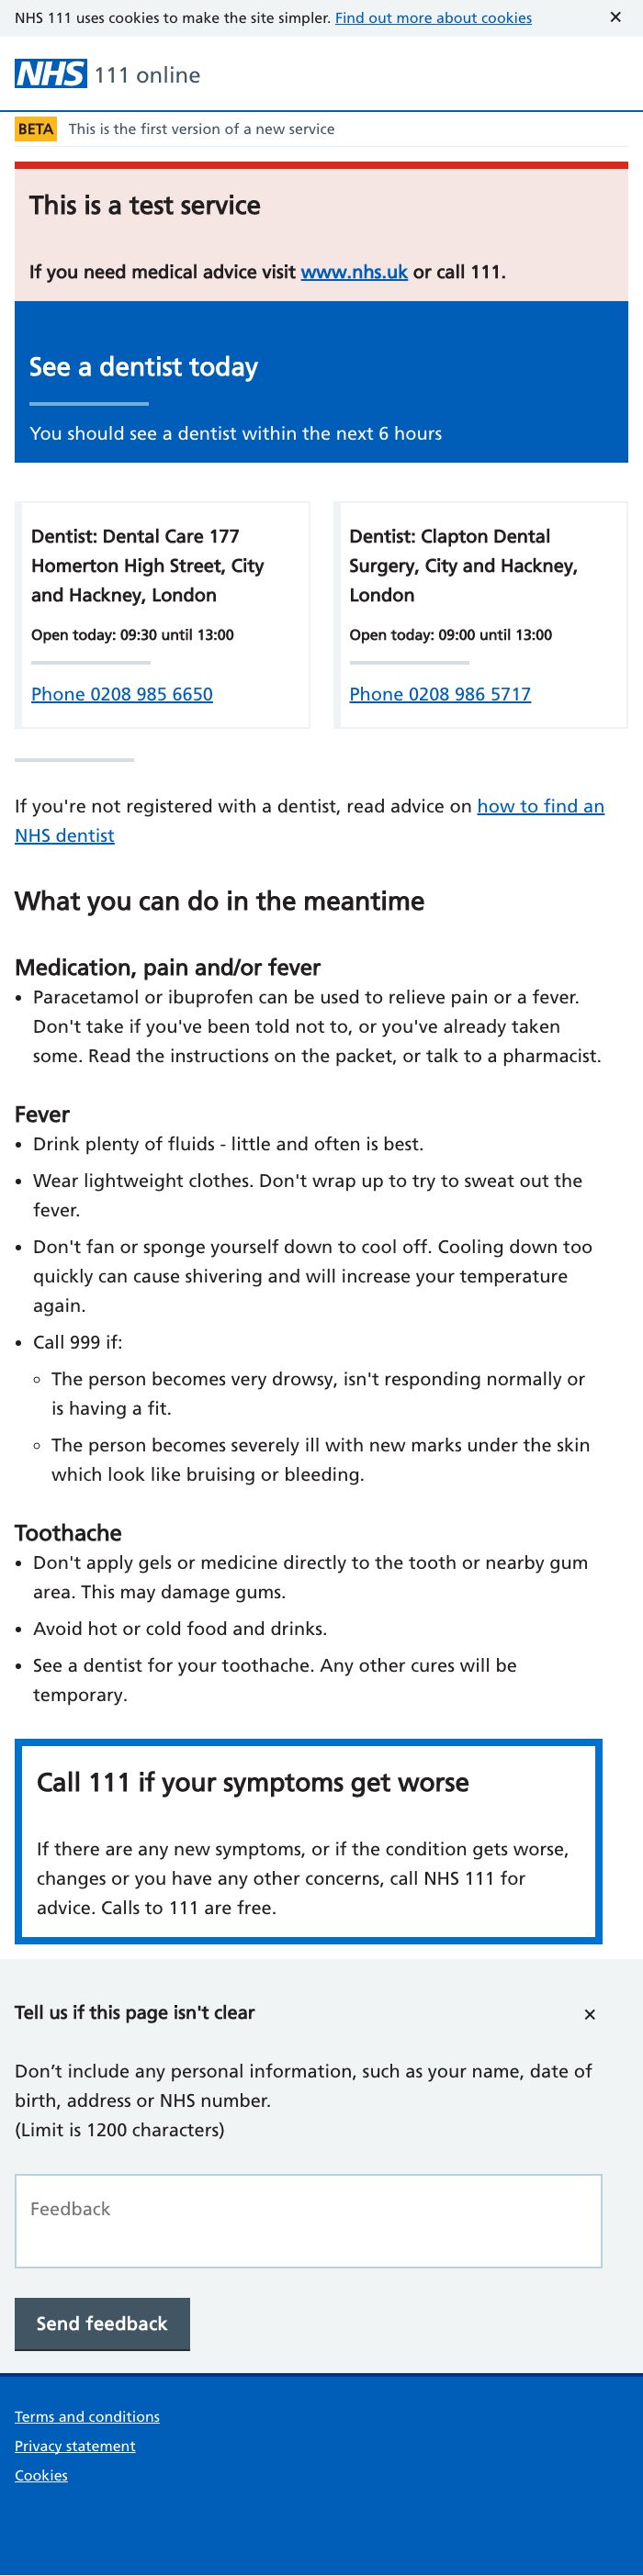 NHS 111 uses cookies to make the site simpler. Find out more about cookies ✕
NHS 111 online
BETA This is the first version of a new service
This is a test service
If you need medical advice visit www.nhs.uk or call 111.
See a dentist today
You should see a dentist within the next 6 hours
Dentist: Dental Care 177
Homerton High Street, City
and Hackney, London
Open today: 09:30 until 13:00
Phone 0208 985 6650
Dentist: Clapton Dental
Surgery, City and Hackney,
London
Open today: 09:00 until 13:00
Phone 0208 986 5717
If you're not registered with a dentist, read advice on how to find an
NHS dentist
What you can do in the meantime
Medication, pain and/or fever
• Paracetamol or ibuprofen can be used to relieve pain or a fever.
Don't take if you've been told not to, or you've already taken
some. Read the instructions on the packet, or talk to a pharmacist.
Fever
• Drink plenty of fluids - little and often is best.
• Wear lightweight clothes. Don't wrap up to try to sweat out the
fever.
• Don't fan or sponge yourself down to cool off. Cooling down too
quickly can cause shivering and will increase your temperature
again.
• Call 999 if:
◦ The person becomes very drowsy, isn't responding normally or
is having a fit.
◦ The person becomes severely ill with new marks under the skin
which look like bruising or bleeding.
Toothache
• Don't apply gels or medicine directly to the tooth or nearby gum
area. This may damage gums.
• Avoid hot or cold food and drinks.
• See a dentist for your toothache. Any other cures will be
temporary.
Call 111 if your symptoms get worse
If there are any new symptoms, or if the condition gets worse,
changes or you have any other concerns, call NHS 111 for
advice. Calls to 111 are free.
Tell us if this page isn't clear ✕
Don’t include any personal information, such as your name, date of
birth, address or NHS number.
(Limit is 1200 characters)
Feedback
Send feedback
Terms and conditions
Privacy statement
Cookies